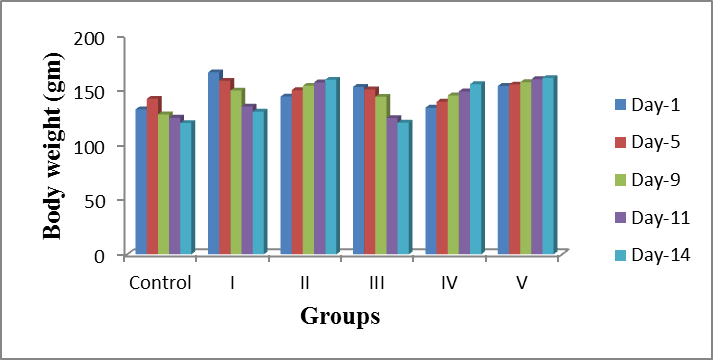 200
150
100
50
0
Body weight (gm)
Control I II III IV V
Groups
Day-1
Day-5
Day-9
Day-11
Day-14